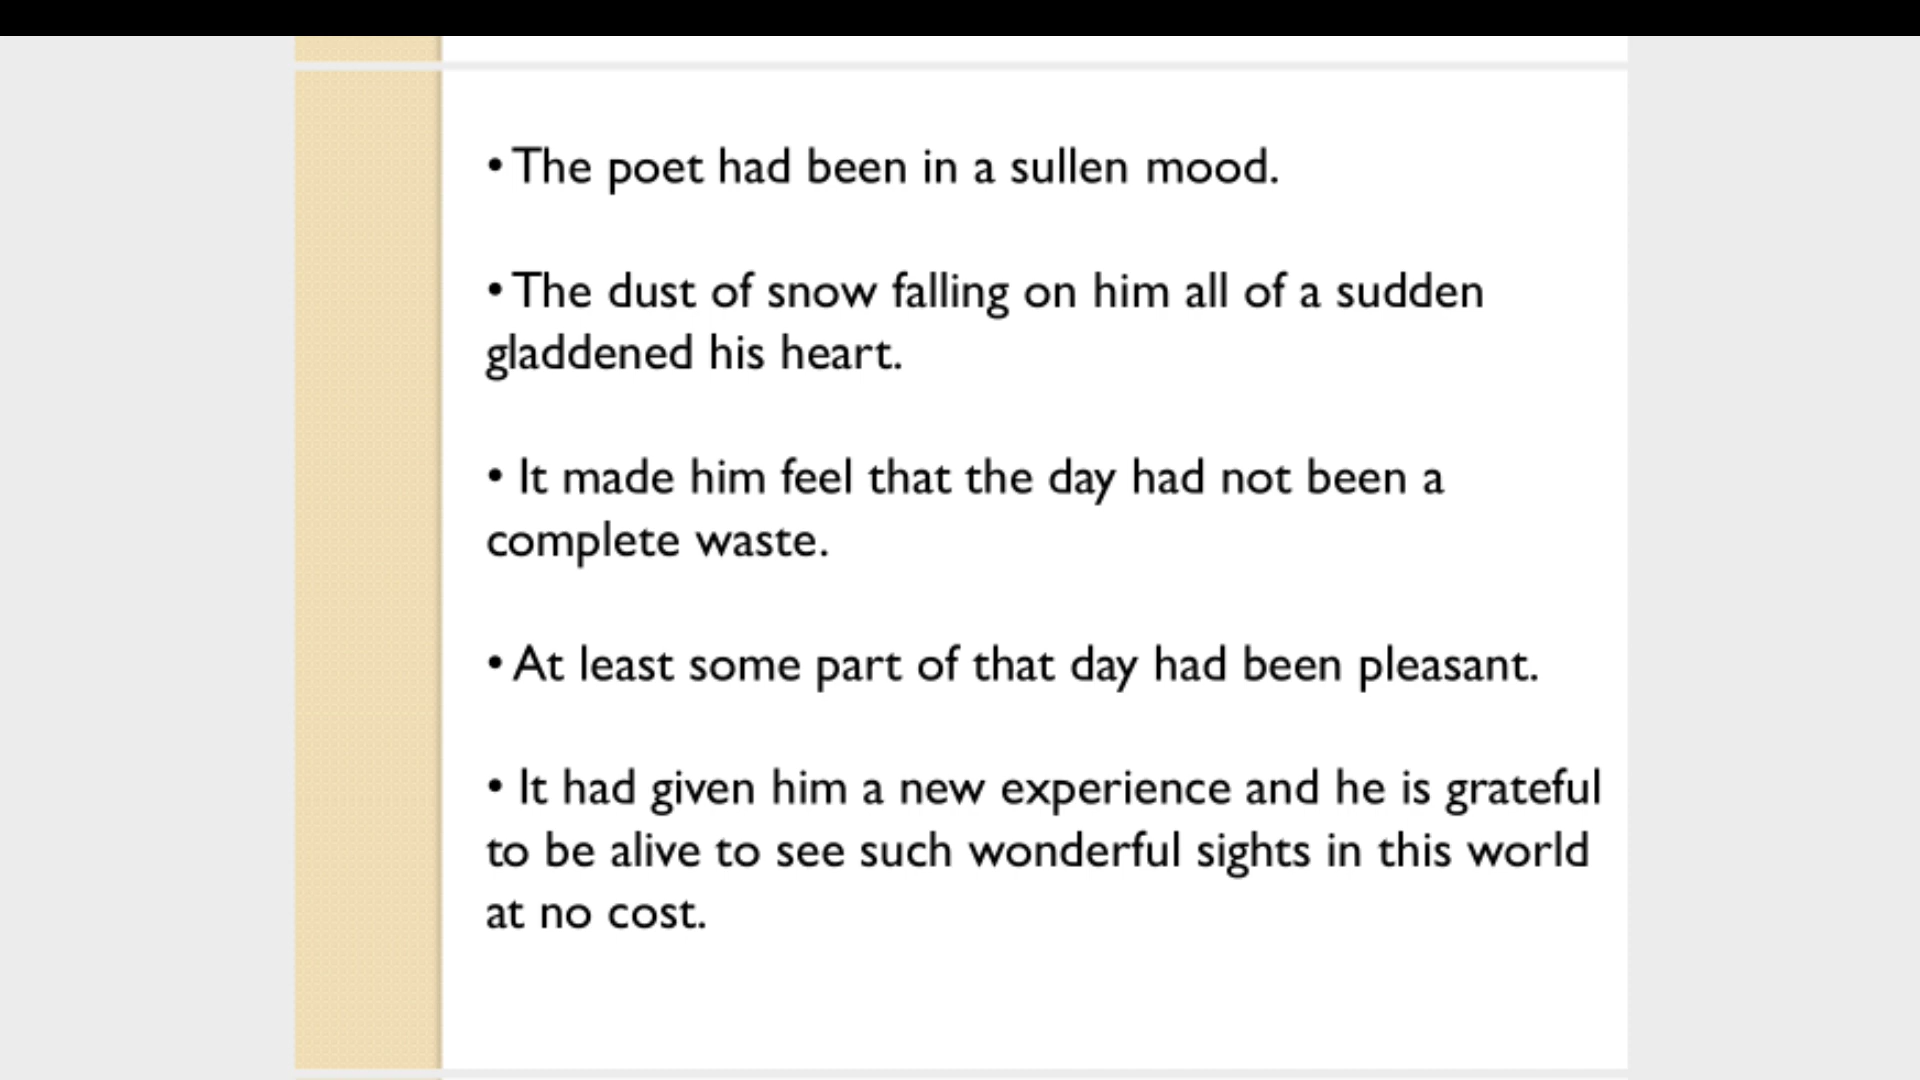 • The poet had been in a sullen mood.
• The dust of snow falling on him all of a sudden
gladdened his heart.
• It made him feel that the day had not been a
complete waste.
• At least some part of that day had been pleasant.
• It had given him a new experience and he is grateful
to be alive to see such wonderful sights in this world
at no cost.